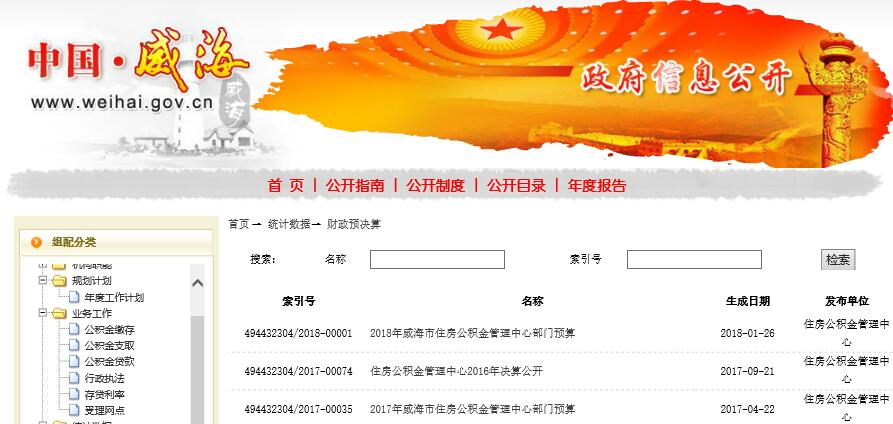 中国·威海
www.weihai.gov.cn
威海
政府信息公开
首 页 | 公开指南 | 公开制度 | 公开目录 | 年度报告
组配分类
机构职能
规划计划
年度工作计划
业务工作
公积金缴存
公积金支取
公积金贷款
行政执法
存贷利率
受理网点
首页→ 统计数据→ 财政预决算
搜索: 名称 索引号 检索
索引号 名称 生成日期 发布单位
494432304/2018-00001 2018年威海市住房公积金管理中心部门预算 2018-01-26 住房公积金管理中
心
494432304/2017-00074 住房公积金管理中心2016年决算公开 2017-09-21 住房公积金管理中
心
494432304/2017-00035 2017年威海市住房公积金管理中心部门预算 2017-04-22 住房公积金管理中
心